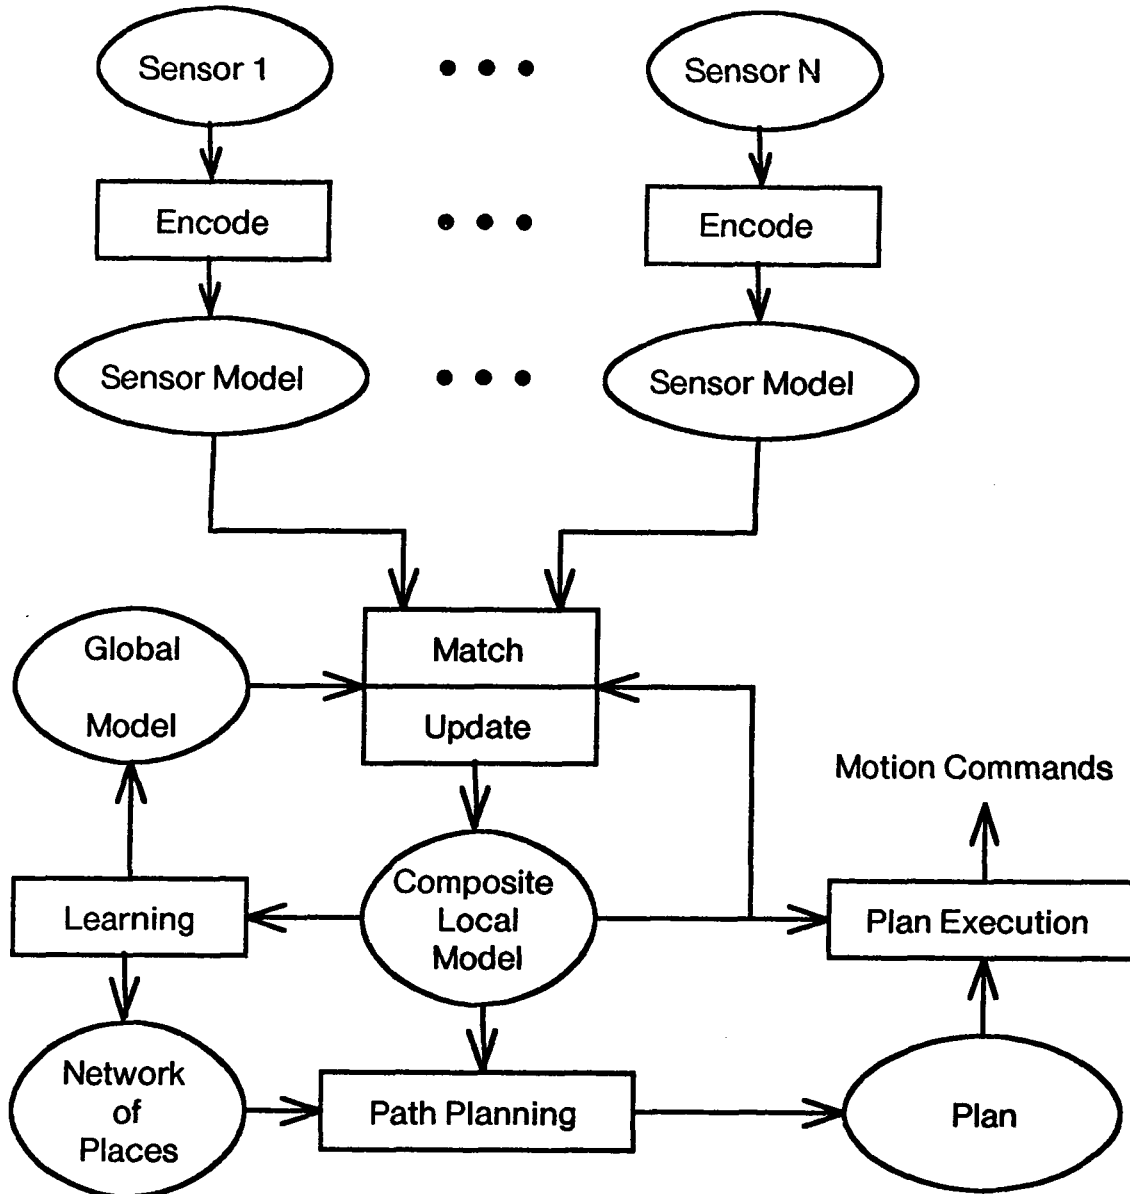 Sensor 1
Sensor N
Encode
Encode
Sensor Model
Sensor Model
Global
Model
Match
Update
Motion Commands
Composite
Local
Model
Learning
Plan Execution
Network
of
Places
Path Planning
Plan